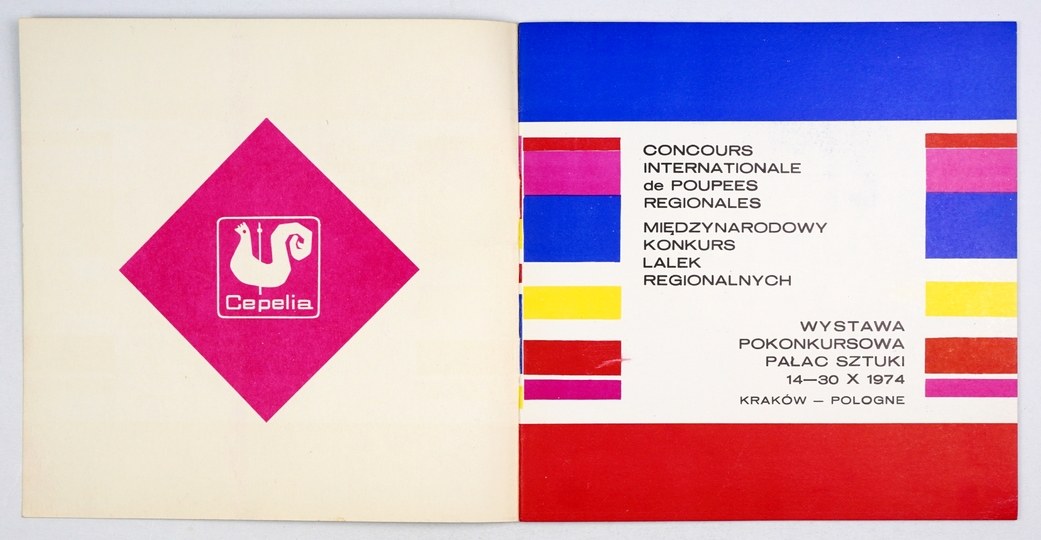 Cepelia
CONCOURS
INTERNATIONALE
de POUPEES
REGIONALES
MIĘDZYNARODOWY
KONKURS
LALEK
REGIONALNYCH
WYSTAWA
POKONKURSOWA
PAŁAC SZTUKI
14—30 X 1974
KRAKÓW — POLOGNE